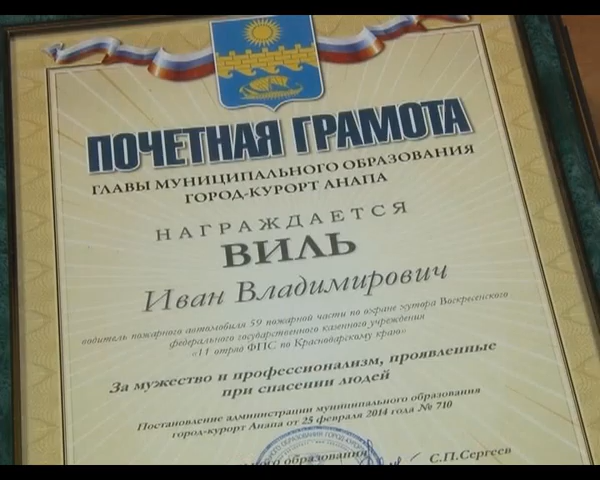 ПОЧЕТНАЯ ГРАМОТА
ГЛАВЫ МУНИЦИПАЛЬНОГО ОБРАЗОВАНИЯ
ГОРОД-КУРОРТ АНАПА
НАГРАЖДАЕТСЯ
ВИЛЬ
Иван Владимирович
водитель пожарного автомобиля 59 пожарной части по охране хутора Воскресенского
федерального государственного казенного учреждения
«11 отряд ФПС по Краснодарскому краю»
За мужество и профессионализм, проявленные
при спасении людей
Постановление администрации муниципального образования
город-курорт Анапа от 25 февраля 2014 года № 710
образования С.П.Сергеев